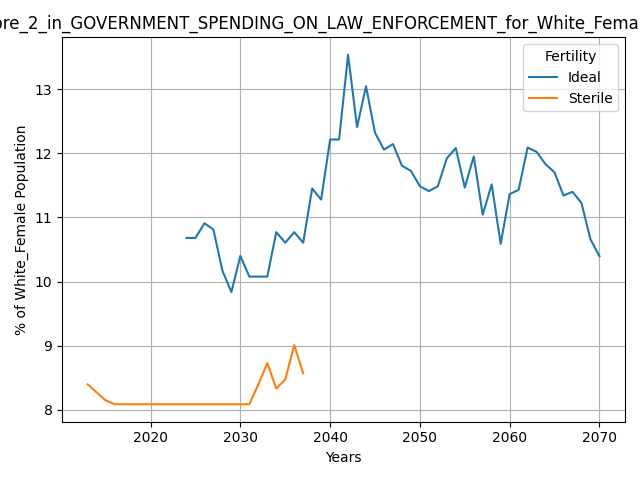 ore_2_in_GOVERNMENT_SPENDING_ON_LAW_ENFORCEMENT_for_White_Fema
Fertility
Ideal
Sterile
% of White_Female Population
13
12
11
10
9
8
2020 2030 2040 2050 2060 2070
Years